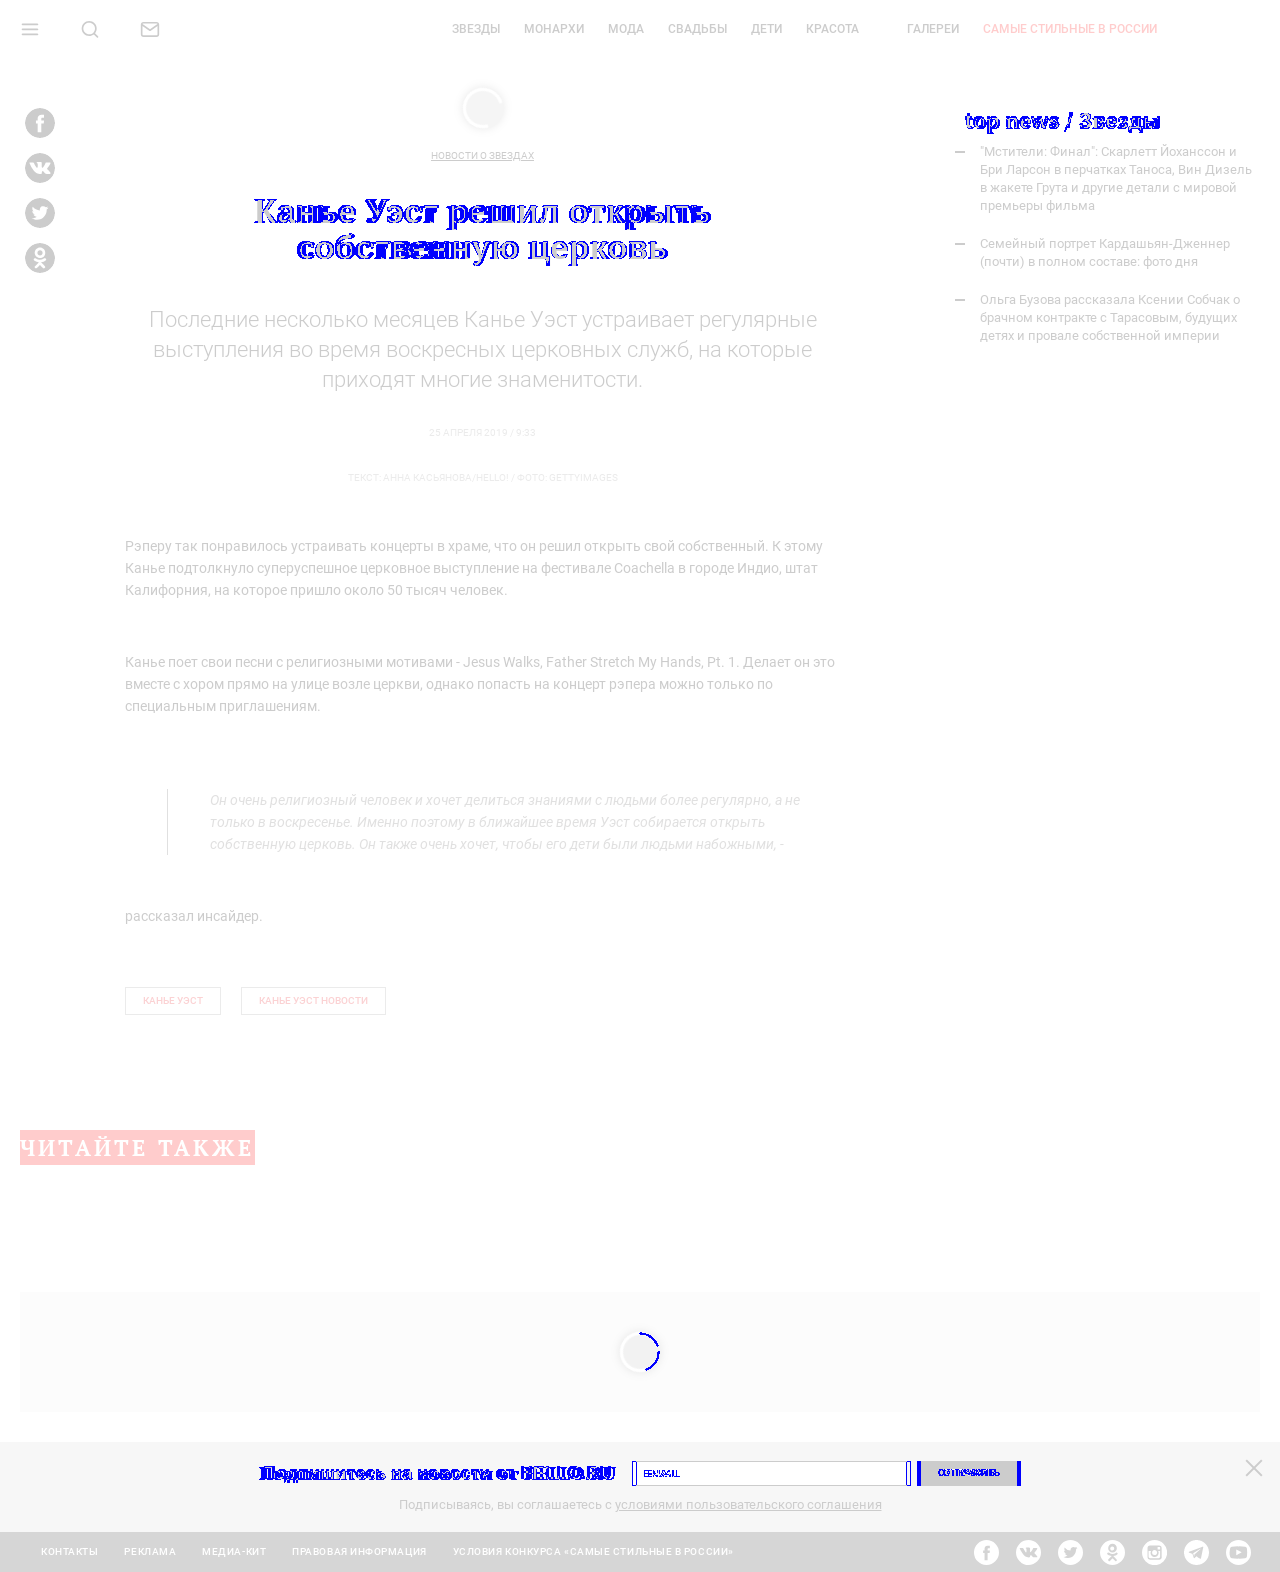 ЗВЕЗДЫ МОНАРХИ МОДА СВАДЬБЫ ДЕТИ КРАСОТА ГАЛЕРЕИ САМЫЕ СТИЛЬНЫЕ В РОССИИ
НОВОСТИ О ЗВЕЗДАХ
Канье Уэст решил открыть
собственную церковь
Последние несколько месяцев Канье Уэст устраивает регулярные
выступления во время воскресных церковных служб, на которые
приходят многие знаменитости.
25 АПРЕЛЯ 2019 / 9:33
ТЕКСТ: АННА КАСЬЯНОВА/HELLO! / ФОТО: GETTYIMAGES
Рэперу так понравилось устраивать концерты в храме, что он решил открыть свой собственный. К этому
Канье подтолкнуло суперуспешное церковное выступление на фестивале Coachella в городе Индио, штат
Калифорния, на которое пришло около 50 тысяч человек.
Канье поет свои песни с религиозными мотивами - Jesus Walks, Father Stretch My Hands, Pt. 1. Делает он это
вместе с хором прямо на улице возле церкви, однако попасть на концерт рэпера можно только по
специальным приглашениям.
Он очень религиозный человек и хочет делиться знаниями с людьми более регулярно, а не
только в воскресенье. Именно поэтому в ближайшее время Уэст собирается открыть
собственную церковь. Он также очень хочет, чтобы его дети были людьми набожными, -
рассказал инсайдер.
КАНЬЕ УЭСТ КАНЬЕ УЭСТ НОВОСТИ
top news / Звезды
"Мстители: Финал": Скарлетт Йоханссон и
Бри Ларсон в перчатках Таноса, Вин Дизель
в жакете Грута и другие детали с мировой
премьеры фильма
Семейный портрет Кардашьян-Дженнер
(почти) в полном составе: фото дня
Ольга Бузова рассказала Ксении Собчак о
брачном контракте с Тарасовым, будущих
детях и провале собственной империи
ЧИТАЙТЕ ТАКЖЕ
Подпишитесь на новости от HELLO.RU
Подписываясь, вы соглашаетесь с условиями пользовательского соглашения
КОНТАКТЫ РЕКЛАМА МЕДИА-КИТ ПРАВОВАЯ ИНФОРМАЦИЯ УСЛОВИЯ КОНКУРСА «САМЫЕ СТИЛЬНЫЕ В РОССИИ»